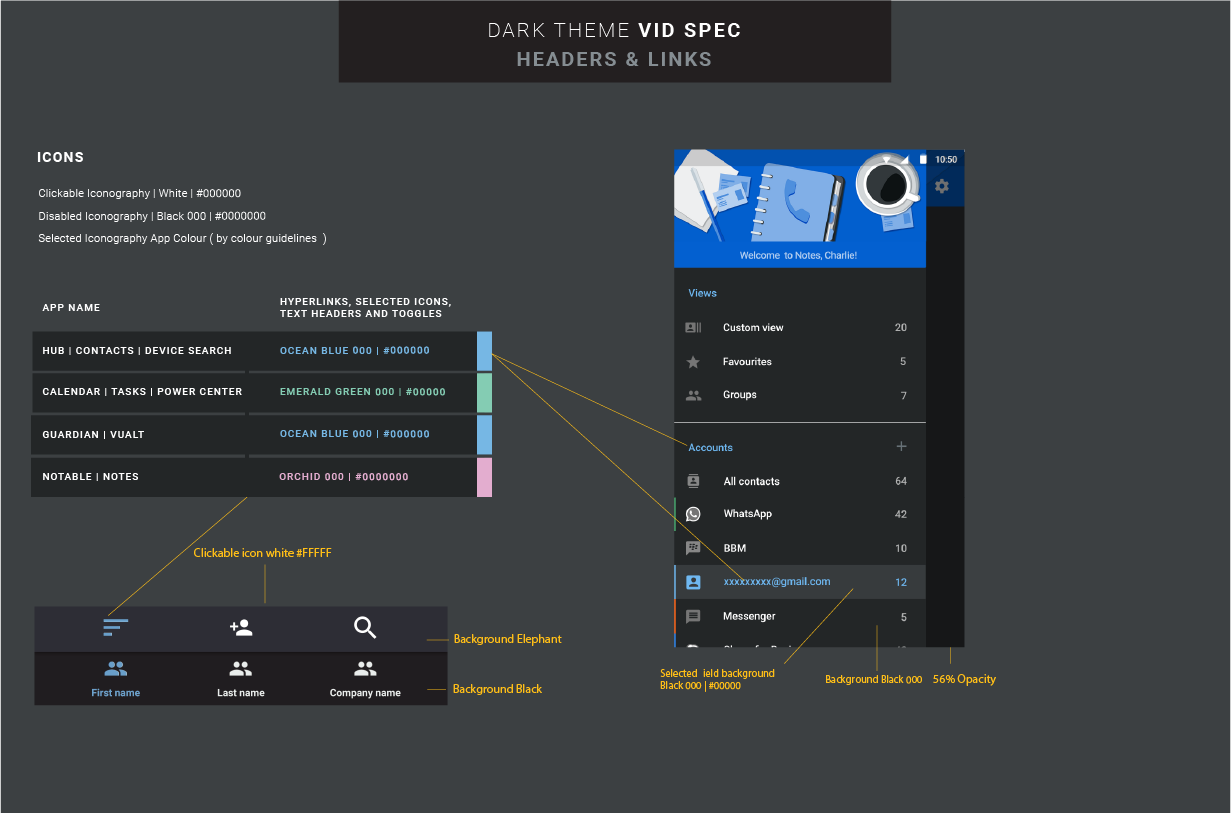 DARK THEME VID SPEC
HEADERS & LINKS
ICONS
Clickable Iconography | White | #000000
Disabled Iconography | Black 000 | #0000000
Selected Iconography App Colour ( by colour guidelines )
APP NAME
HYPERLINKS, SELECTED ICONS,
TEXT HEADERS AND TOGGLES
HUB | CONTACTS | DEVICE SEARCH
OCEAN BLUE 000 | #000000
CALENDAR | TASKS | POWER CENTER
EMERALD GREEN 000 | #00000
GUARDIAN | VUALT
OCEAN BLUE 000 | #000000
NOTABLE | NOTES
ORCHID 000 | #0000000
Clickable icon white #FFFFF
Background Elephant
First name
Last name
Company name
Background Black
10:50
Welcome to Notes, Charlie!
Views
Custom view 20
Favourites 5
Groups 7
Accounts +
All contacts 64
WhatsApp 42
BBM 10
xxxxxxxxx@gmail.com 12
Messenger 5
Selected ield background
Black 000 | #00000
Background Black 000
56% Opacity